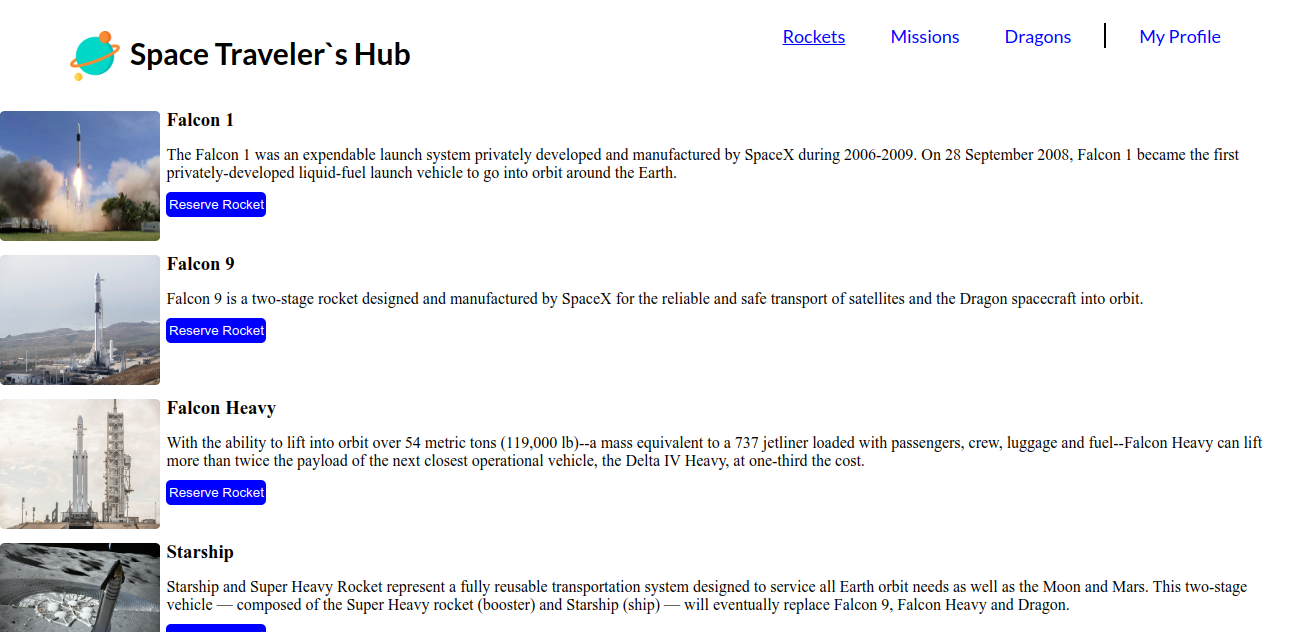 Space Traveler`s Hub
Rockets
Missions
Dragons
My Profile
Falcon 1
The Falcon 1 was an expendable launch system privately developed and manufactured by SpaceX during 2006-2009. On 28 September 2008, Falcon 1 became the first
privately-developed liquid-fuel launch vehicle to go into orbit around the Earth.
Reserve Rocket
Falcon 9
Falcon 9 is a two-stage rocket designed and manufactured by SpaceX for the reliable and safe transport of satellites and the Dragon spacecraft into orbit.
Reserve Rocket
Falcon Heavy
With the ability to lift into orbit over 54 metric tons (119,000 lb)--a mass equivalent to a 737 jetliner loaded with passengers, crew, luggage and fuel--Falcon Heavy can lift
more than twice the payload of the next closest operational vehicle, the Delta IV Heavy, at one-third the cost.
Reserve Rocket
Starship
Starship and Super Heavy Rocket represent a fully reusable transportation system designed to service all Earth orbit needs as well as the Moon and Mars. This two-stage
vehicle — composed of the Super Heavy rocket (booster) and Starship (ship) — will eventually replace Falcon 9, Falcon Heavy and Dragon.